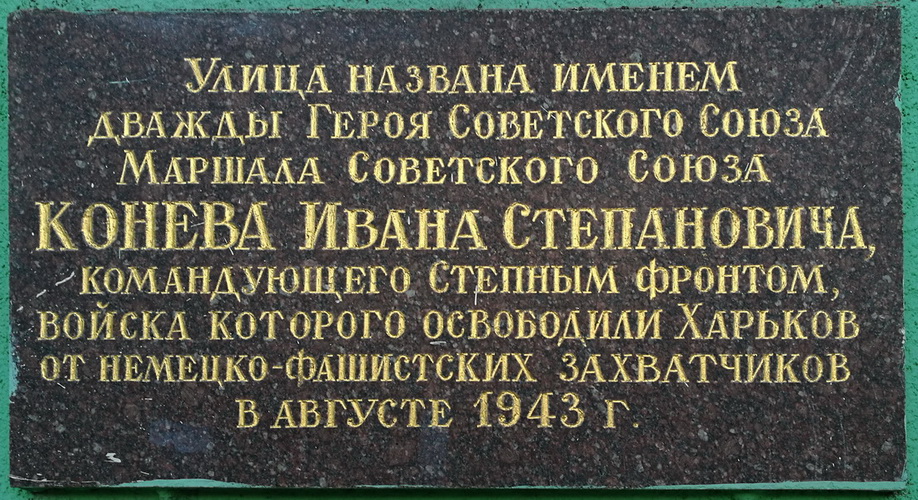 Улица названа именем
дважды Героя Советского Союза
Маршала Советского Союза
КОНЕВА Ивана Степановича,
командующего Степным фронтом,
войска которого освободили Харьков
от немецко-фашистских захватчиков
в августе 1943 г.